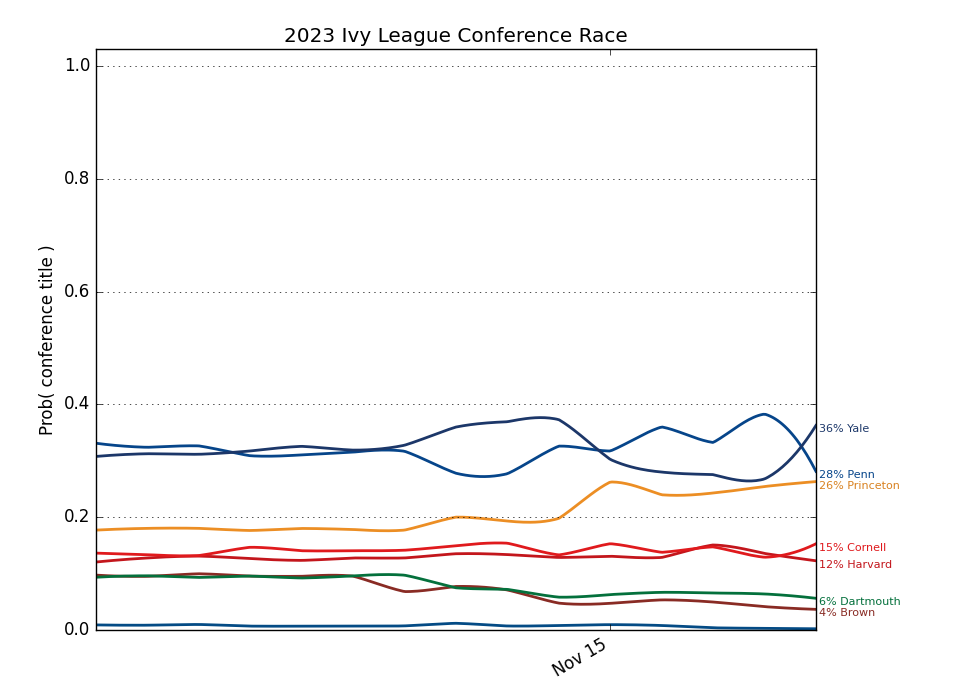 2023 Ivy League Conference Race
1.0
0.8
0.6
0.4
0.2
0.0
Prob( conference title )
36% Yale
28% Penn
26% Princeton
15% Cornell
12% Harvard
6% Dartmouth
4% Brown
Nov 15